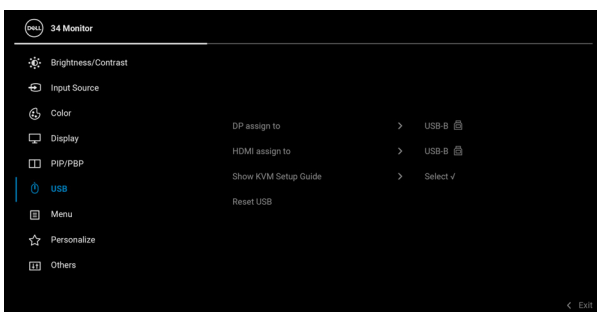 DELL 34 Monitor
Brightness/Contrast
Input Source
Color
Display
PIP/PBP
USB
Menu
Personalize
Others
DP assign to > USB-B
HDMI assign to > USB-B
Show KVM Setup Guide > Select √
Reset USB
< Exit